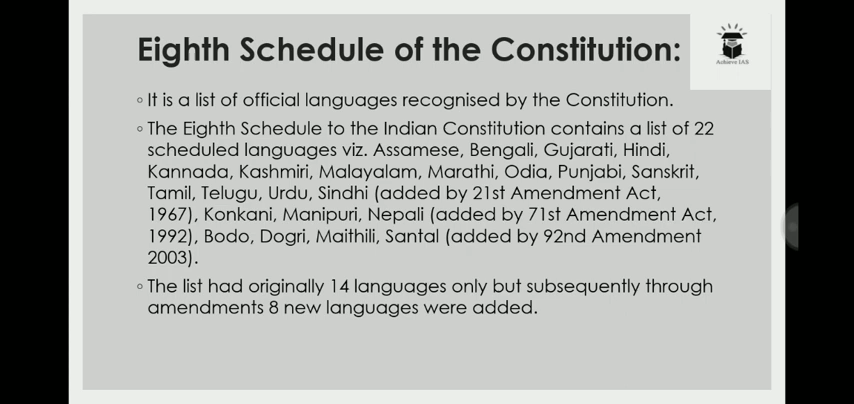 Eighth Schedule of the Constitution:
Achieve IAS
◦ It is a list of official languages recognised by the Constitution.
◦ The Eighth Schedule to the Indian Constitution contains a list of 22
scheduled languages viz. Assamese, Bengali, Gujarati, Hindi,
Kannada, Kashmiri, Malayalam, Marathi, Odia, Punjabi, Sanskrit,
Tamil, Telugu, Urdu, Sindhi (added by 21st Amendment Act,
1967), Konkani, Manipuri, Nepali (added by 71st Amendment Act,
1992), Bodo, Dogri, Maithili, Santal (added by 92nd Amendment
2003).
◦ The list had originally 14 languages only but subsequently through
amendments 8 new languages were added.